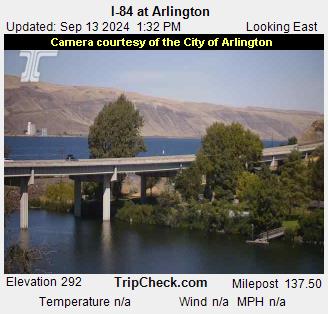 I-84 at Arlington
Updated: Sep 13 2024 1:32 PM Looking East
Camera courtesy of the City of Arlington
Elevation 292 TripCheck.com Milepost 137.50
Temperature n/a Wind n/a MPH n/a